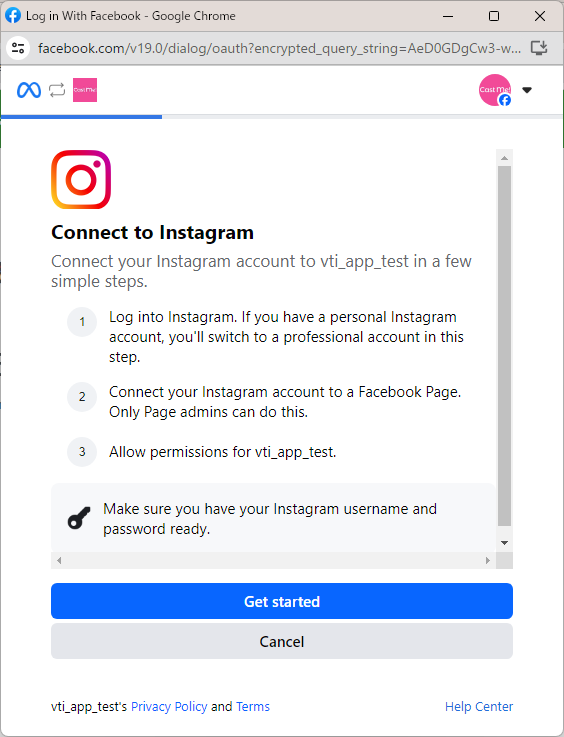 Log in With Facebook - Google Chrome
facebook.com/v19.0/dialog/oauth?encrypted_query_string=AeD0GDgCw3-w...
Cast Me!
Cast Me!
Connect to Instagram
Connect your Instagram account to vti_app_test in a few
simple steps.
1 Log into Instagram. If you have a personal Instagram
account, you'll switch to a professional account in this
step.
2 Connect your Instagram account to a Facebook Page.
Only Page admins can do this.
3 Allow permissions for vti_app_test.
Make sure you have your Instagram username and
password ready.
Get started
Cancel
vti_app_test's Privacy Policy and Terms Help Center